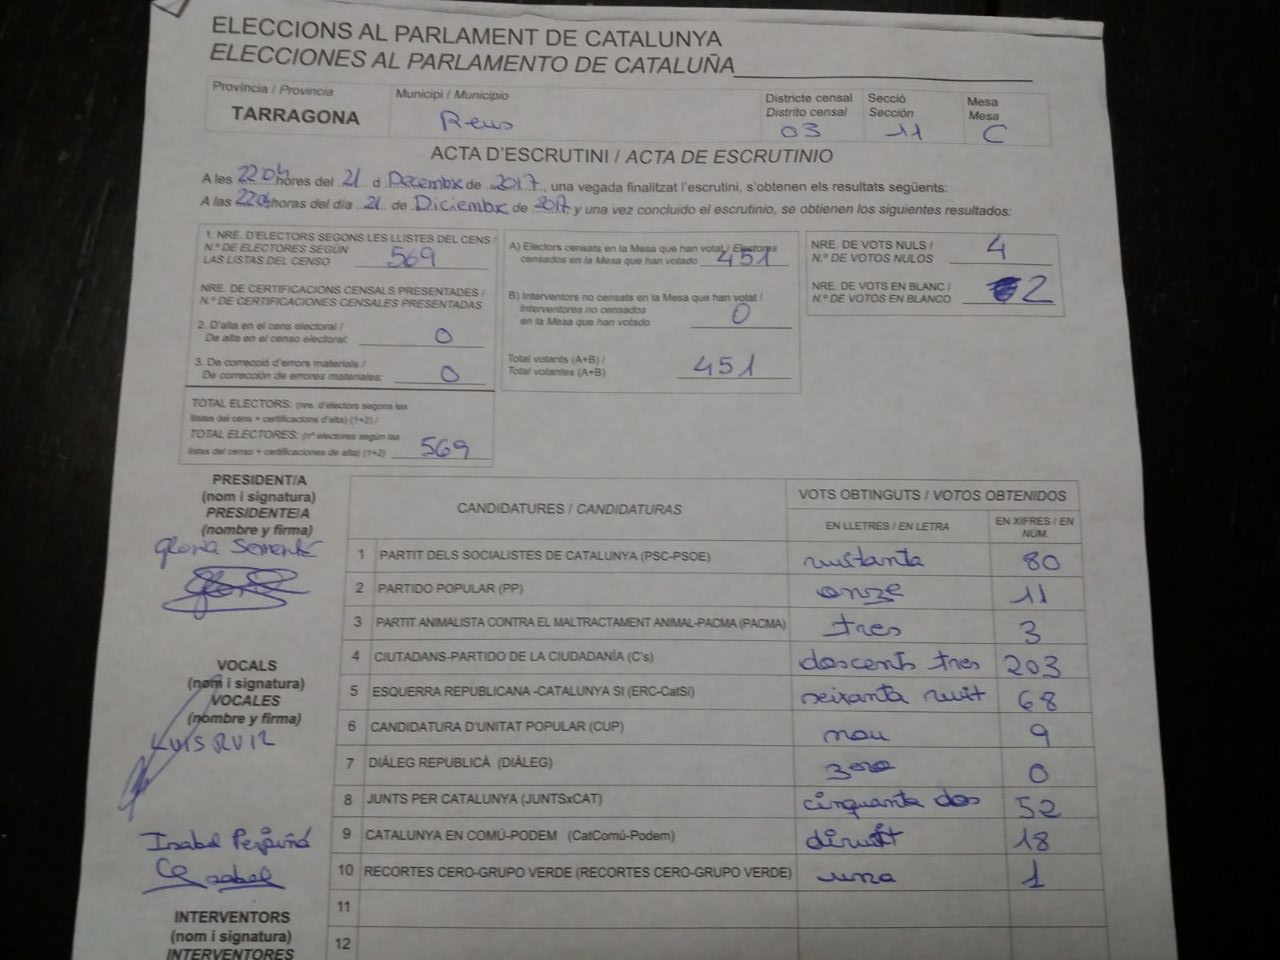 ELECCIONS AL PARLAMENT DE CATALUNYA
ELECCIONES AL PARLAMENTO DE CATALUÑA
Província / Provincia
TARRAGONA
Municipi / Municipio
Reus
Districte censal
Distrito censal
03
Secció
Sección
11
Mesa
Mesa
C
ACTA D'ESCRUTINI / ACTA DE ESCRUTINIO
A les 2204 hores del 21 d Decembre de 2017, una vegada finalitzat l'escrutini, s'obtenen els resultats següents:
A las 2204 horas del día 21 de Diciembre de 2017 y una vez concluido el escrutinio, se obtienen los siguientes resultados:
1. NRE. D'ELECTORS SEGONS LES LLISTES DEL CENS /
N.º DE ELECTORES SEGÚN
LAS LISTAS DEL CENSO 569
NRE. DE CERTIFICACIONS CENSALS PRESENTADES /
N.º DE CERTIFICACIONES CENSALES PRESENTADAS
2. D'alta en el cens electoral /
De alta en el censo electoral: 0
3. De correcció d'errors materials /
De corrección de errores materiales: 0
TOTAL ELECTORS: (nre. d'electors segons les
llistes del cens + certificacions d'alta) (1+2) /
TOTAL ELECTORES: (nº electores según las
listas del censo + certificaciones de alta) (1+2) 569
A) Electors censats en la Mesa que han votat / Electores
censados en la Mesa que han votado 451
B) Interventors no censats en la Mesa que han votat /
Interventores no censados
en la Mesa que han votado 0
Total votants (A+B) /
Total votantes (A+B) 451
NRE. DE VOTS NULS /
N.º DE VOTOS NULOS 4
NRE. DE VOTS EN BLANC /
N.º DE VOTOS EN BLANCO 2
PRESIDENT/A
(nom i signatura)
PRESIDENTE/A
(nombre y firma)
Gloria
VOCALS
(nom i signatura)
VOCALES
(nombre y firma)
LUIS RUIZ
Isabel Perpiñá
Isabel
INTERVENTORS
(nom i signatura)
INTERVENTORES
CANDIDATURES / CANDIDATURAS
VOTS OBTINGUTS / VOTOS OBTENIDOS
EN LLETRES / EN LETRA
EN XIFRES / EN
NÚM.
1 PARTIT DELS SOCIALISTES DE CATALUNYA (PSC-PSOE) vuitanta 80
2 PARTIDO POPULAR (PP) onze 11
3 PARTIT ANIMALISTA CONTRA EL MALTRACTAMENT ANIMAL-PACMA (PACMA) tres 3
4 CIUTADANS-PARTIDO DE LA CIUDADANÍA (C's) doscents tres 203
5 ESQUERRA REPUBLICANA -CATALUNYA SI (ERC-CatSí) seixanta vuit 68
6 CANDIDATURA D'UNITAT POPULAR (CUP) nou 9
7 DIÀLEG REPUBLICÀ (DIÀLEG) zero 0
8 JUNTS PER CATALUNYA (JUNTSxCAT) cinquanta dos 52
9 CATALUNYA EN COMÚ-PODEM (CatComú-Podem) divuit 18
10 RECORTES CERO-GRUPO VERDE (RECORTES CERO-GRUPO VERDE) una 1
11
12